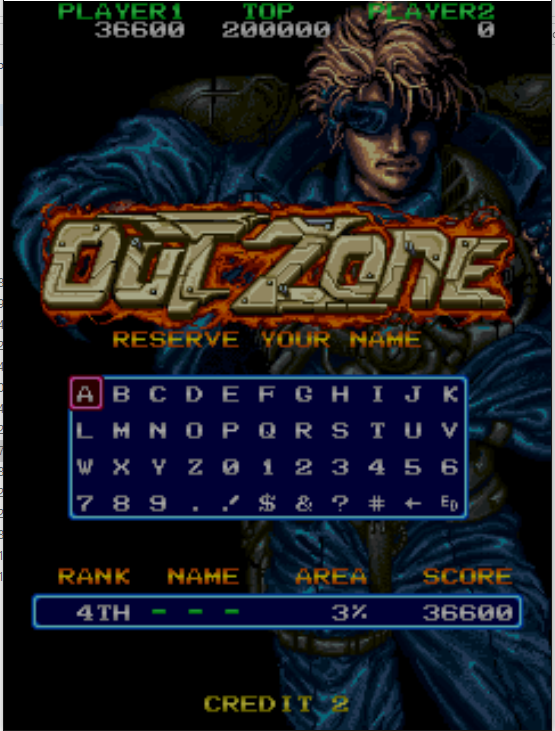 PLAYER1 TOP PLAYER2
36600 200000 0
OUT ZONE
RESERVE YOUR NAME
A B C D E F G H I J K
L M N O P Q R S T U V
W X Y Z 0 1 2 3 4 5 6
7 8 9 . ! $ & ? # ← ED
RANK NAME AREA SCORE
4TH - - - 3% 36600
CREDIT 2